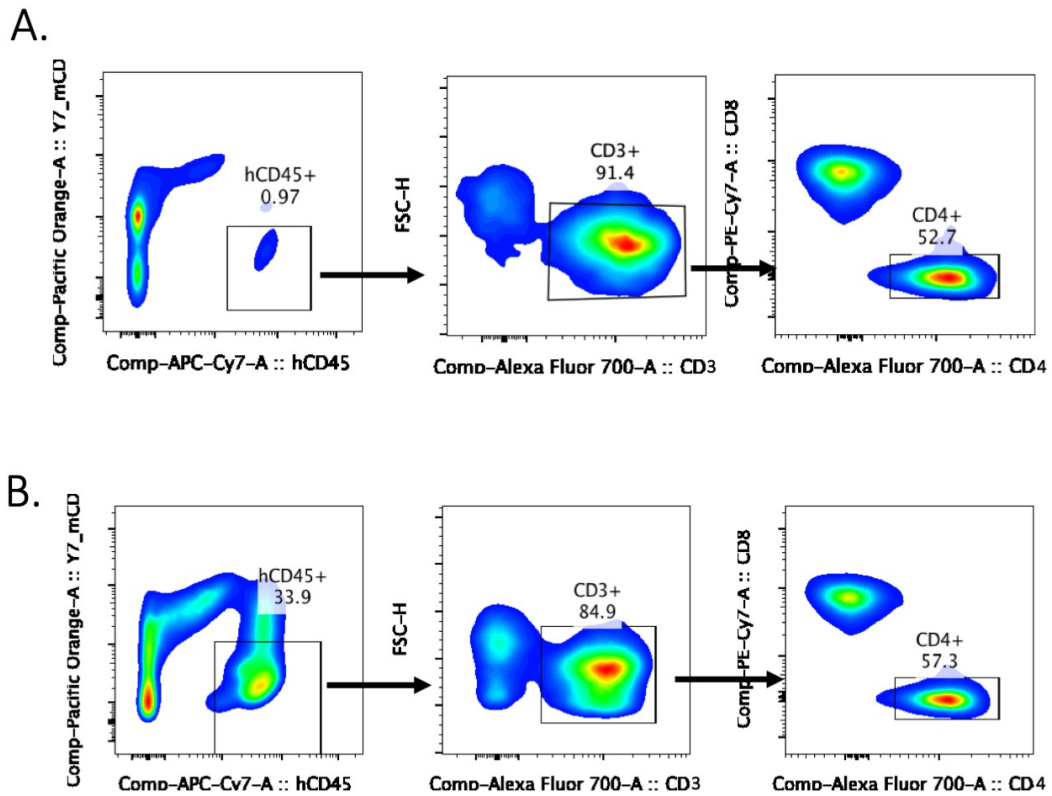 A.
Comp-Pacific Orange-A :: Y7_mCD
hCD45+
0.97
Comp-APC-Cy7-A :: hCD45
FSC-H
CD3+
91.4
Comp-Alexa Fluor 700-A :: CD3
Comp-PE-Cy7-A :: CD8
CD4+
52.7
Comp-Alexa Fluor 700-A :: CD4
B.
Comp-Pacific Orange-A :: Y7_mCD
hCD45+
33.9
Comp-APC-Cy7-A :: hCD45
FSC-H
CD3+
84.9
Comp-Alexa Fluor 700-A :: CD3
Comp-PE-Cy7-A :: CD8
CD4+
57.3
Comp-Alexa Fluor 700-A :: CD4